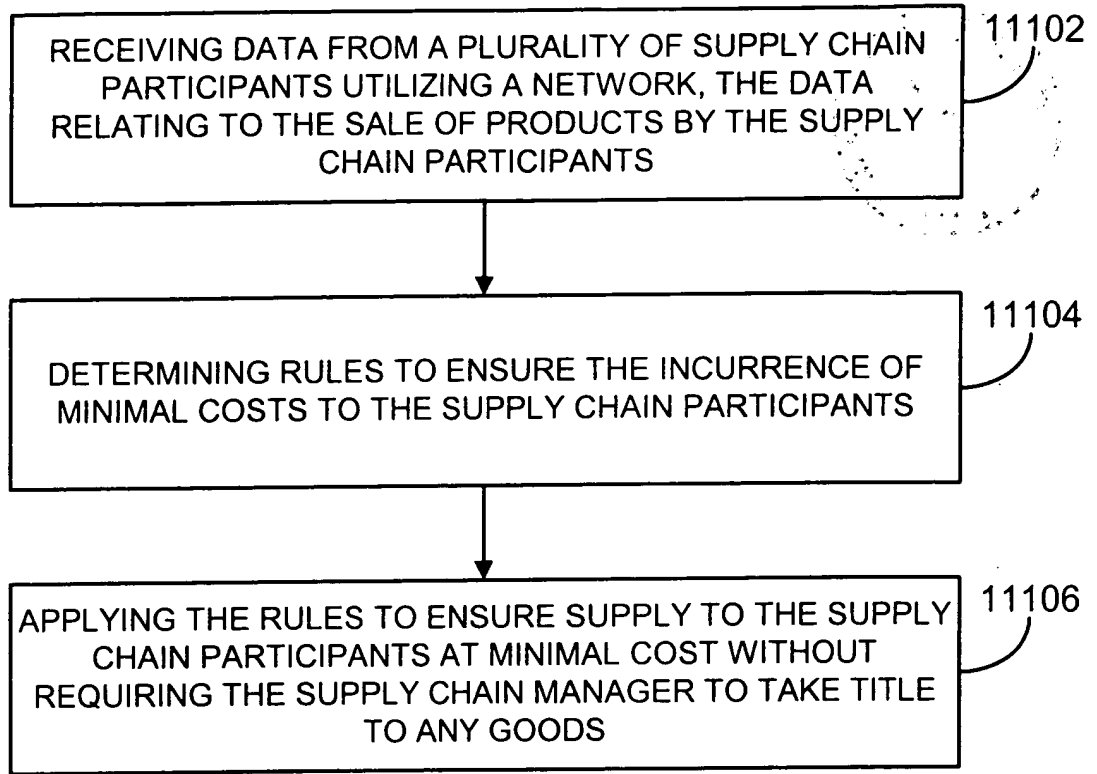 RECEIVING DATA FROM A PLURALITY OF SUPPLY CHAIN
PARTICIPANTS UTILIZING A NETWORK, THE DATA
RELATING TO THE SALE OF PRODUCTS BY THE SUPPLY
CHAIN PARTICIPANTS
11102
DETERMINING RULES TO ENSURE THE INCURRENCE OF
MINIMAL COSTS TO THE SUPPLY CHAIN PARTICIPANTS
11104
APPLYING THE RULES TO ENSURE SUPPLY TO THE SUPPLY
CHAIN PARTICIPANTS AT MINIMAL COST WITHOUT
REQUIRING THE SUPPLY CHAIN MANAGER TO TAKE TITLE
TO ANY GOODS
11106